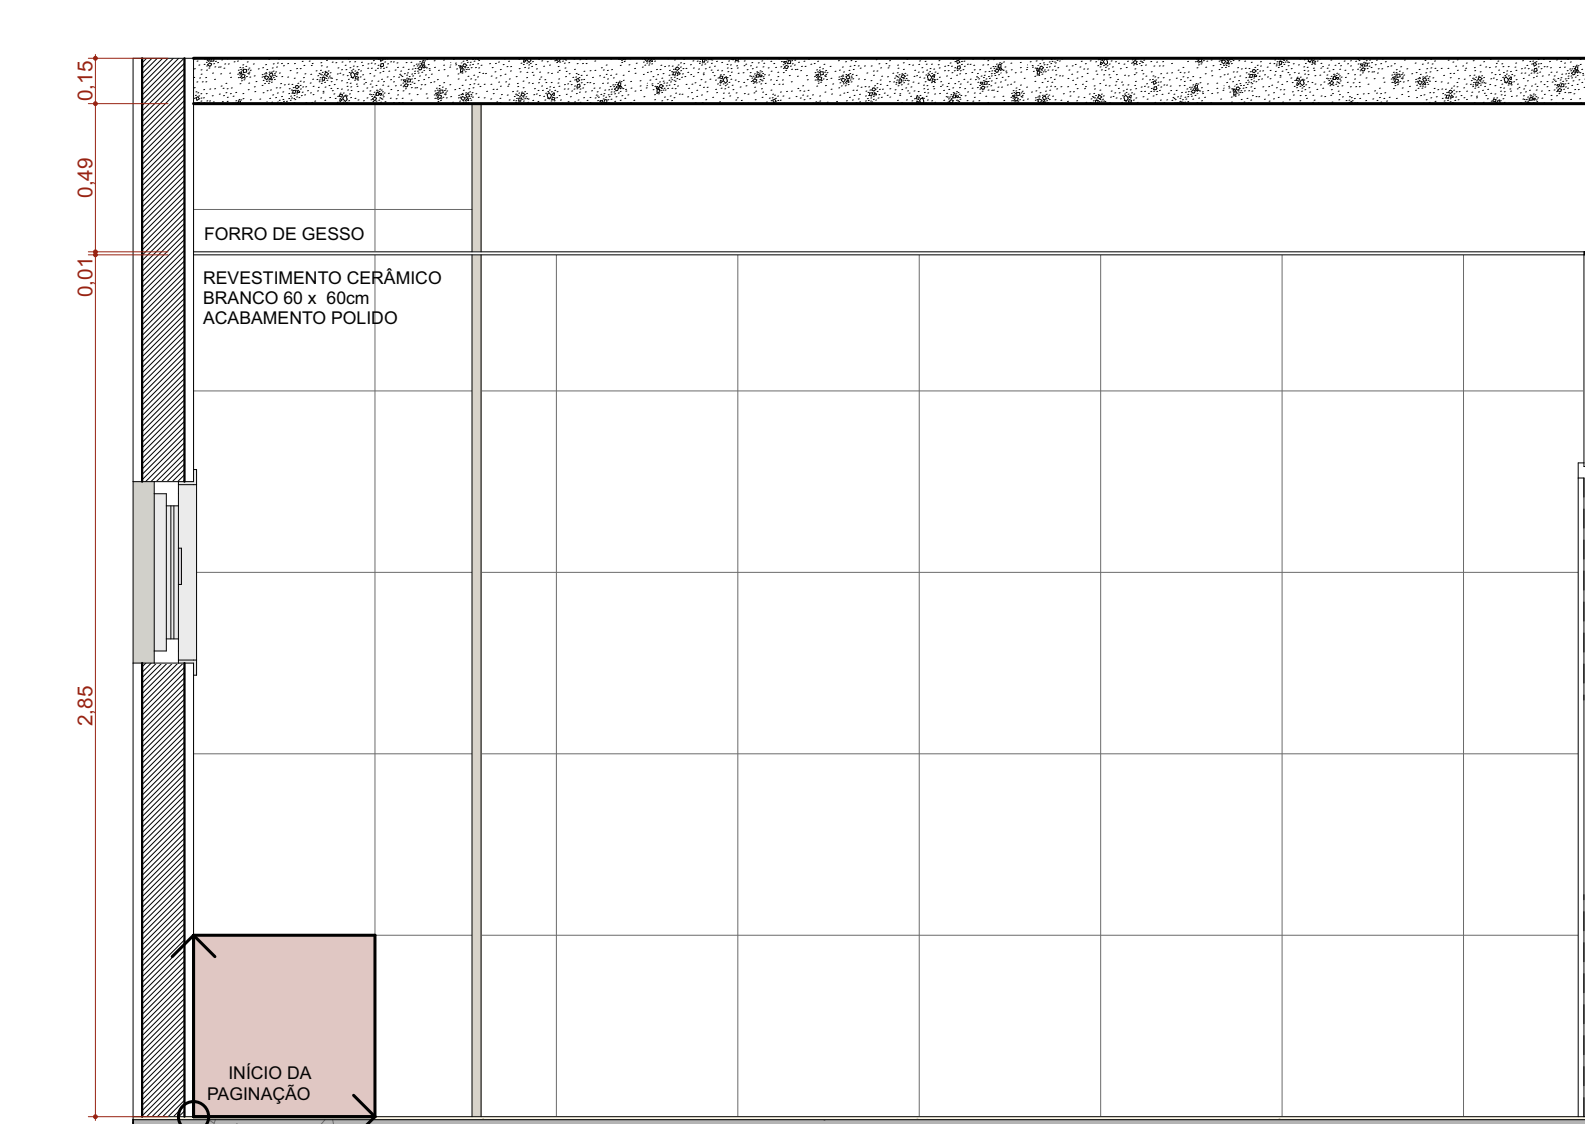 0,15
0,49
FORRO DE GESSO
0,01
REVESTIMENTO CERÂMICO
BRANCO 60 x 60cm
ACABAMENTO POLIDO
2,85
INÍCIO DA
PAGINAÇÃO